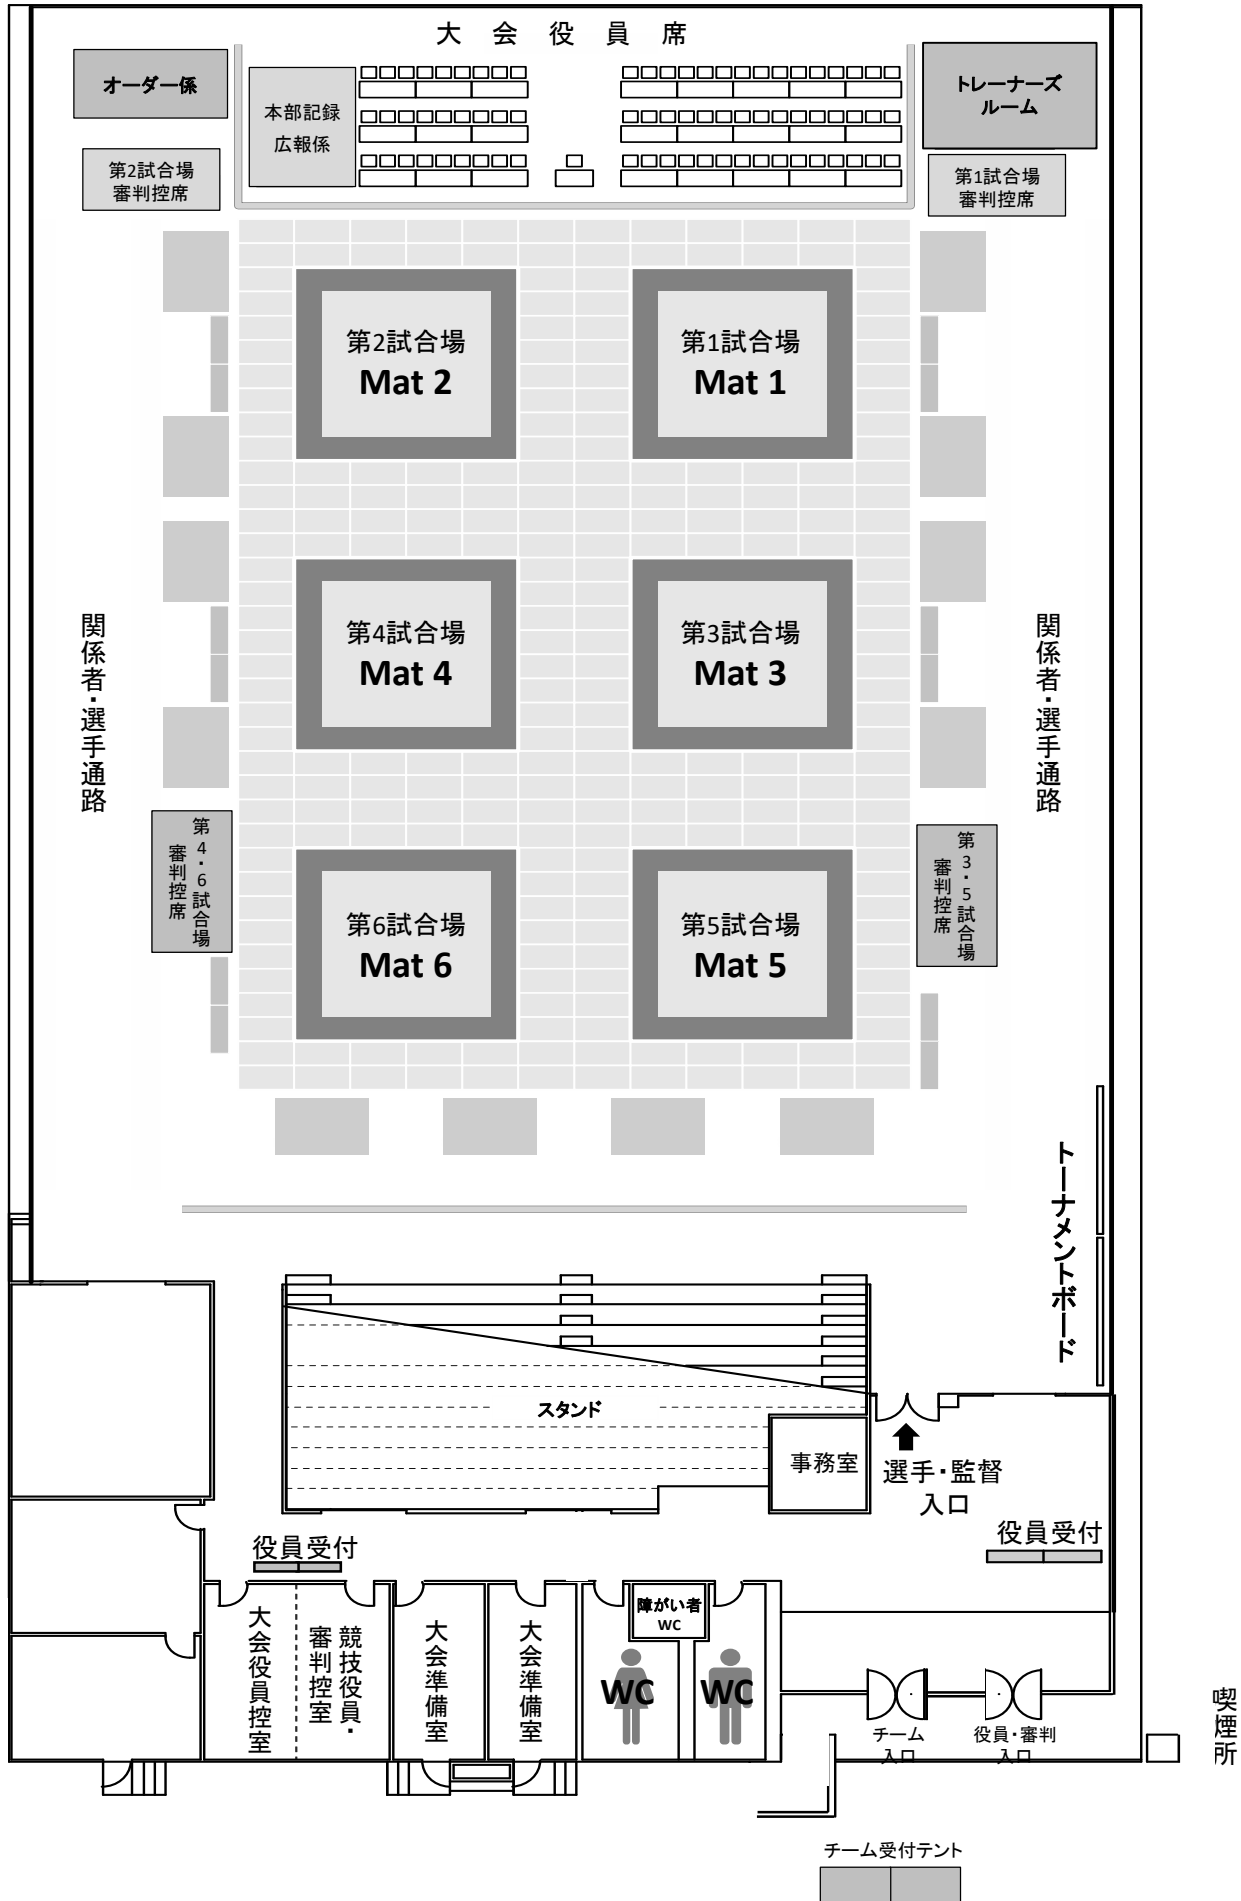 大会役員席
オーダー係
本部記録
広報係
トレーナーズ
ルーム
第2試合場
審判控席
第1試合場
審判控席
第2試合場
Mat 2
第1試合場
Mat 1
関係者・選手通路
第4試合場
Mat 4
第3試合場
Mat 3
関係者・選手通路
第4・6試合場
審判控席
第6試合場
Mat 6
第5試合場
Mat 5
第3・5試合場
審判控席
トーナメントボード
スタンド
事務室
選手・監督
入口
役員受付
役員受付
大会役員控室
競技役員・
審判控室
大会準備室
大会準備室
障がい者
WC
WC
WC
チーム
入口
役員・審判
入口
喫煙所
チーム受付テント